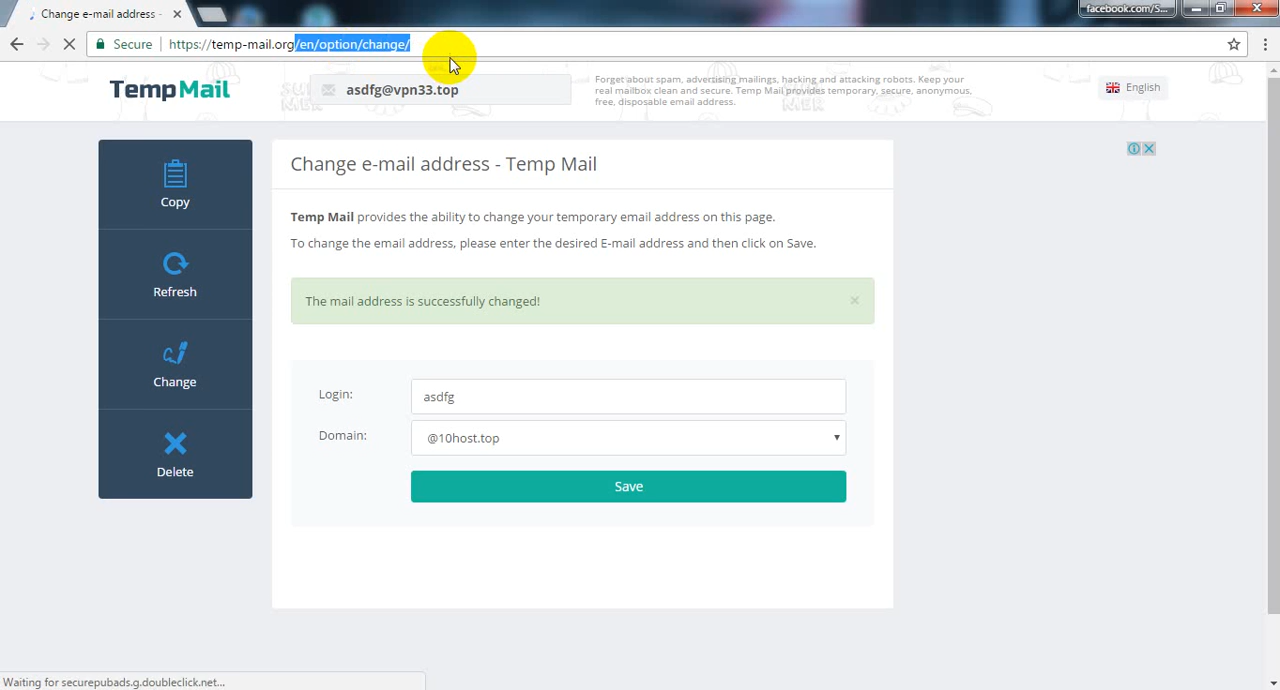 Change e-mail address -
facebook.com/S...
Secure
https://temp-mail.org/en/option/change/
TempMail
asdfg@vpn33.top
Forget about spam, advertising mailings, hacking and attacking robots. Keep your
real mailbox clean and secure. Temp Mail provides temporary, secure, anonymous,
free, disposable email address.
English
Copy
Refresh
Change
Delete
Change e-mail address - Temp Mail
Temp Mail provides the ability to change your temporary email address on this page.
To change the email address, please enter the desired E-mail address and then click on Save.
The mail address is successfully changed!
Login:
asdfg
Domain:
@10host.top
Save
Waiting for securepubads.g.doubleclick.net...